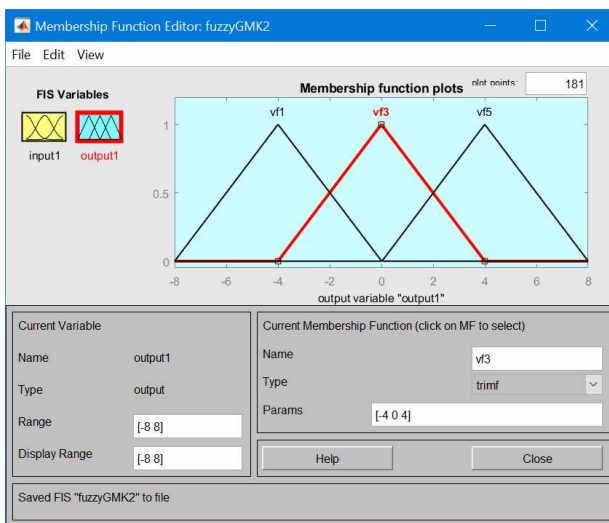 Membership Function Editor: fuzzyGMK2
File Edit View
FIS Variables
input1 output1
Membership function plots
plot points: 181
vf1 vf3 vf5
1
0.5
0
-8 -6 -4 -2 0 2 4 6 8
output variable "output1"
Current Variable
Name output1
Type output
Range [-8 8]
Display Range [-8 8]
Current Membership Function (click on MF to select)
Name vf3
Type trimf
Params [-4 0 4]
Help Close
Saved FIS "fuzzyGMK2" to file